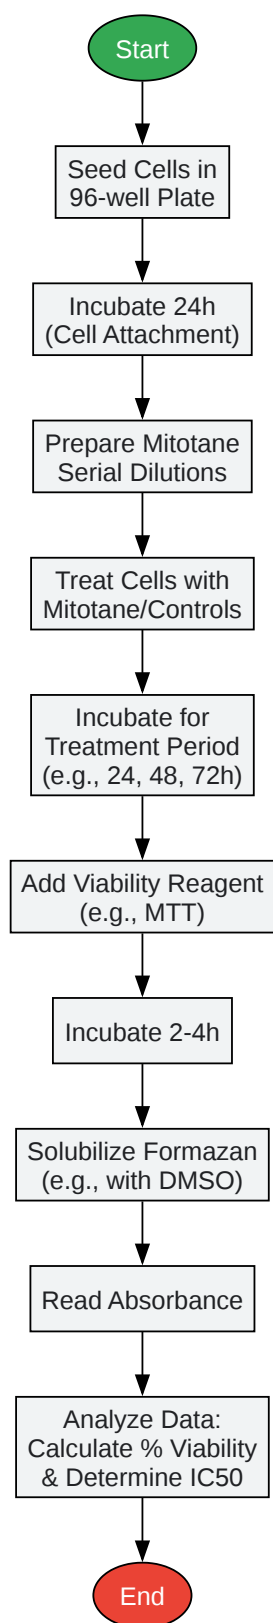 Start
Seed Cells in
96-well Plate
Incubate 24h
(Cell Attachment)
Prepare Mitotane
Serial Dilutions
Treat Cells with
Mitotane/Controls
Incubate for
Treatment Period
(e.g., 24, 48, 72h)
Add Viability Reagent
(e.g., MTT)
Incubate 2-4h
Solubilize Formazan
(e.g., with DMSO)
Read Absorbance
Analyze Data:
Calculate % Viability
& Determine IC50
End